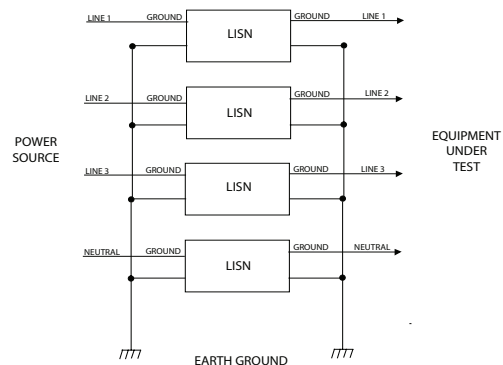 LINE 1 GROUND LISN GROUND LINE 1
LINE 2 GROUND LISN GROUND LINE 2
POWER
SOURCE
EQUIPMENT
UNDER
TEST
LINE 3 GROUND LISN GROUND LINE 3
NEUTRAL GROUND LISN GROUND NEUTRAL
EARTH GROUND